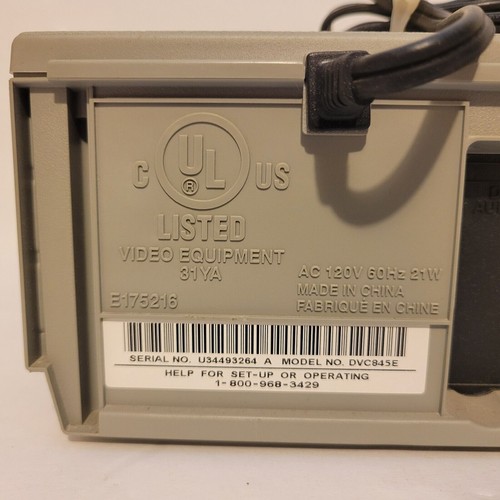 C UL® US
LISTED
VIDEO EQUIPMENT
31YA
E175216
AC 120V 60Hz 21W
MADE IN CHINA
FABRIQUÉ EN CHINE
SERIAL NO. U34493264 A MODEL NO. DVC845E
HELP FOR SET-UP OR OPERATING
1-800-968-3429